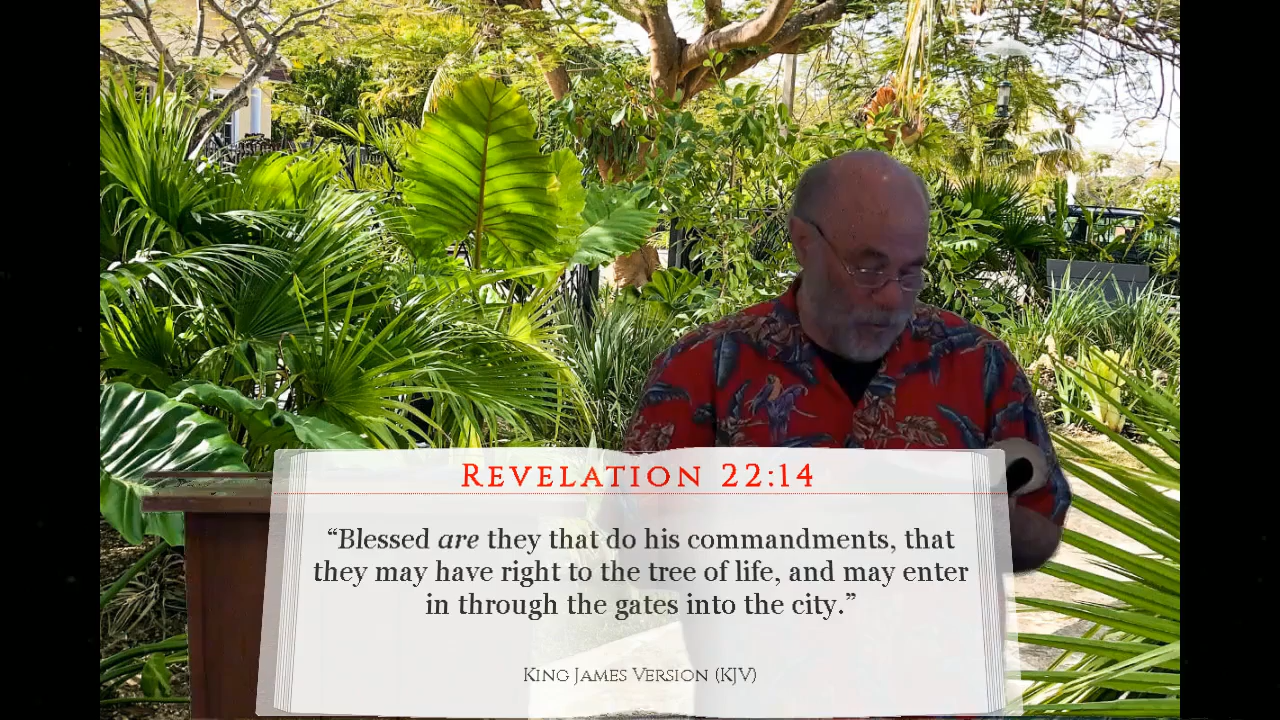 Revelation 22:14
“Blessed are they that do his commandments, that
they may have right to the tree of life, and may enter
in through the gates into the city.”
King James Version (KJV)